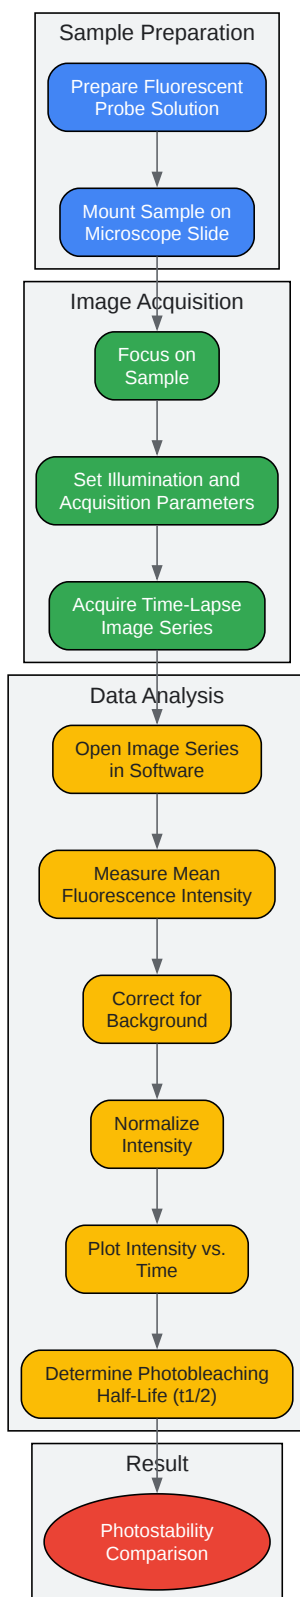 Sample Preparation
Prepare Fluorescent
Probe Solution
Mount Sample on
Microscope Slide
Image Acquisition
Focus on
Sample
Set Illumination and
Acquisition Parameters
Acquire Time-Lapse
Image Series
Data Analysis
Open Image Series
in Software
Measure Mean
Fluorescence Intensity
Correct for
Background
Normalize
Intensity
Plot Intensity vs.
Time
Determine Photobleaching
Half-Life (t1/2)
Result
Photostability
Comparison